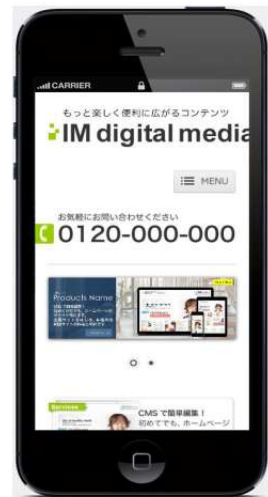 CARRIER
もっと楽しく便利に広がるコンテンツ
IM digital media
MENU
お気軽にお問い合わせください
0120-000-000
Products Name
Services
CMS で簡単編集！
初めてでも、ホームページ